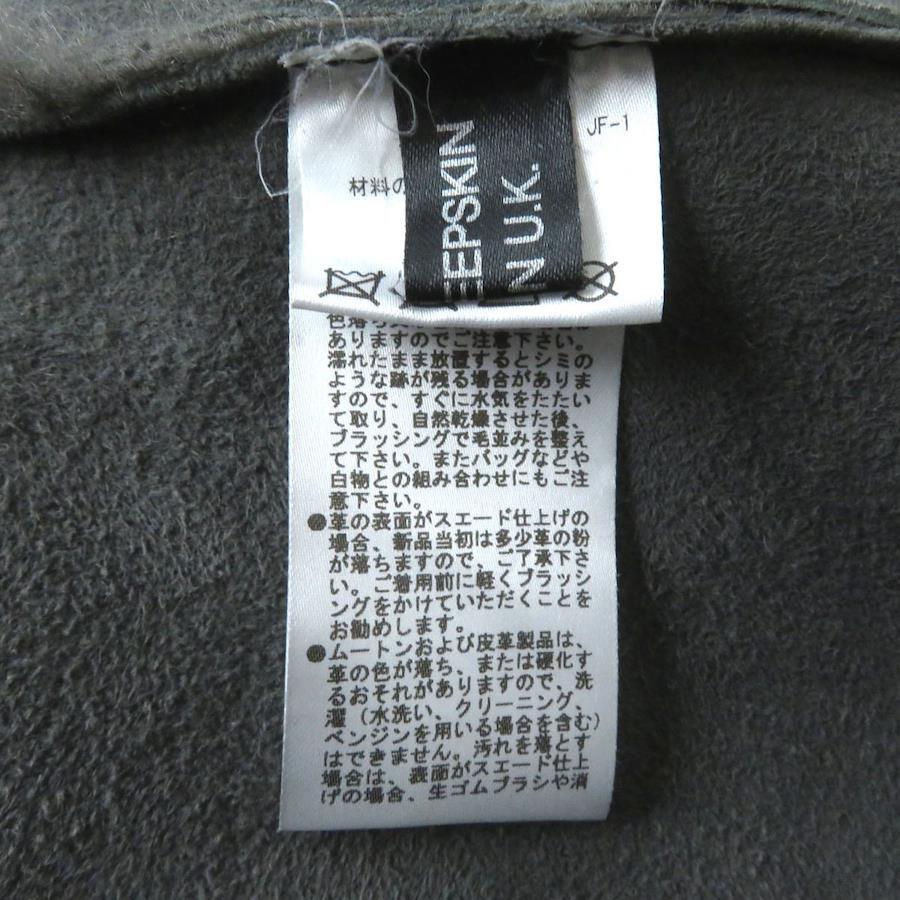 JF-1
材料の
EEPSKIN
N U.K.
ありますのでご注意下さい。
濡れたまま放置するとシミの
ような跡が残る場合がありま
すので、すぐに水気をたたい
て取り、自然乾燥させた後、
ブラッシングで毛並みを整え
て下さい。またバッグなどや
白物との組み合わせにもご注
意下さい。
●革の表面がスエード仕上げの
場合、新品当初は多少革の粉
が落ちますので、ご了承下さ
い。ご着用前に軽くブラッシ
ングをかけていただくことを
お勧めします。
●ムートンおよび皮革製品は、
革の色が落ち、または硬化す
るおそれがありますので、洗
濯（水洗い、クリーニング、
ベンジンを用いる場合を含む）
はできません。汚れを落とす
場合は、表面がスエード仕上
げの場合、生ゴムブラシや消